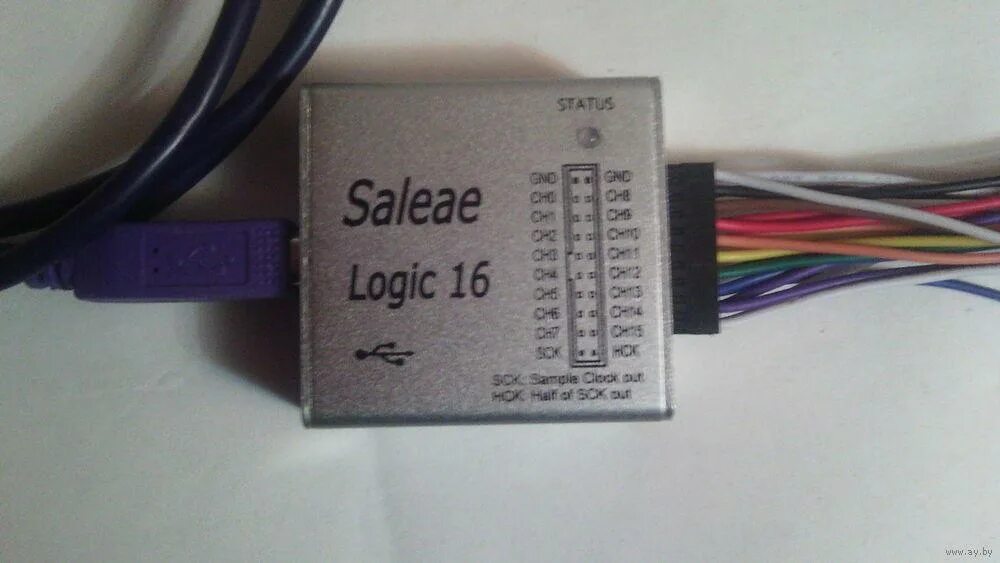 STATUS
Saleae
Logic 16
GND GND
CH0 CH8
CH1 CH9
CH2 CH10
CH3 CH11
CH4 CH12
CH5 CH13
CH6 CH14
CH7 CH15
SCK HCK
SCK: Sample Clock out
HCK: Half of SCK out
www.ay.by